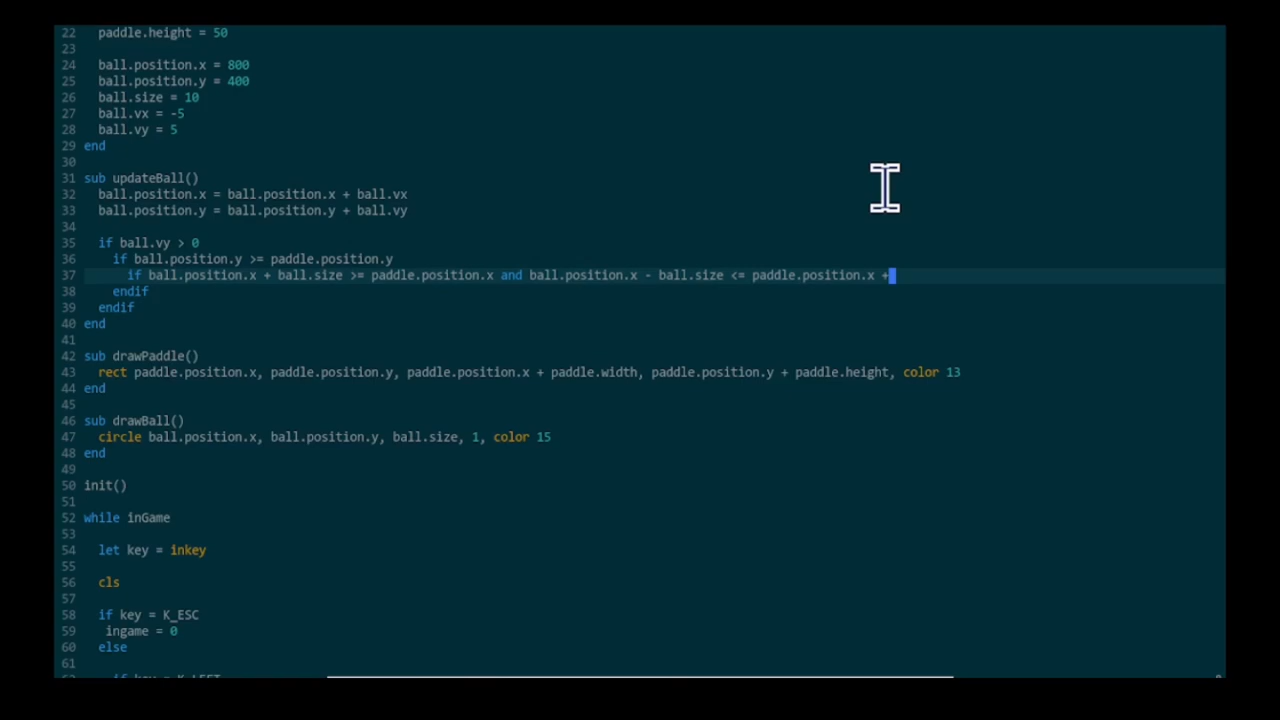 22 paddle.height = 50
23
24 ball.position.x = 800
25 ball.position.y = 400
26 ball.size = 10
27 ball.vx = -5
28 ball.vy = 5
29 end
30
31 sub updateBall()
32 ball.position.x = ball.position.x + ball.vx
33 ball.position.y = ball.position.y + ball.vy
34
35 if ball.vy > 0
36 if ball.position.y >= paddle.position.y
37 if ball.position.x + ball.size >= paddle.position.x and ball.position.x - ball.size <= paddle.position.x +
38 endif
39 endif
40 end
41
42 sub drawPaddle()
43 rect paddle.position.x, paddle.position.y, paddle.position.x + paddle.width, paddle.position.y + paddle.height, color 13
44 end
45
46 sub drawBall()
47 circle ball.position.x, ball.position.y, ball.size, 1, color 15
48 end
49
50 init()
51
52 while inGame
53
54 let key = inkey
55
56 cls
57
58 if key = K_ESC
59 ingame = 0
60 else
61
62 if key = K_LEFT